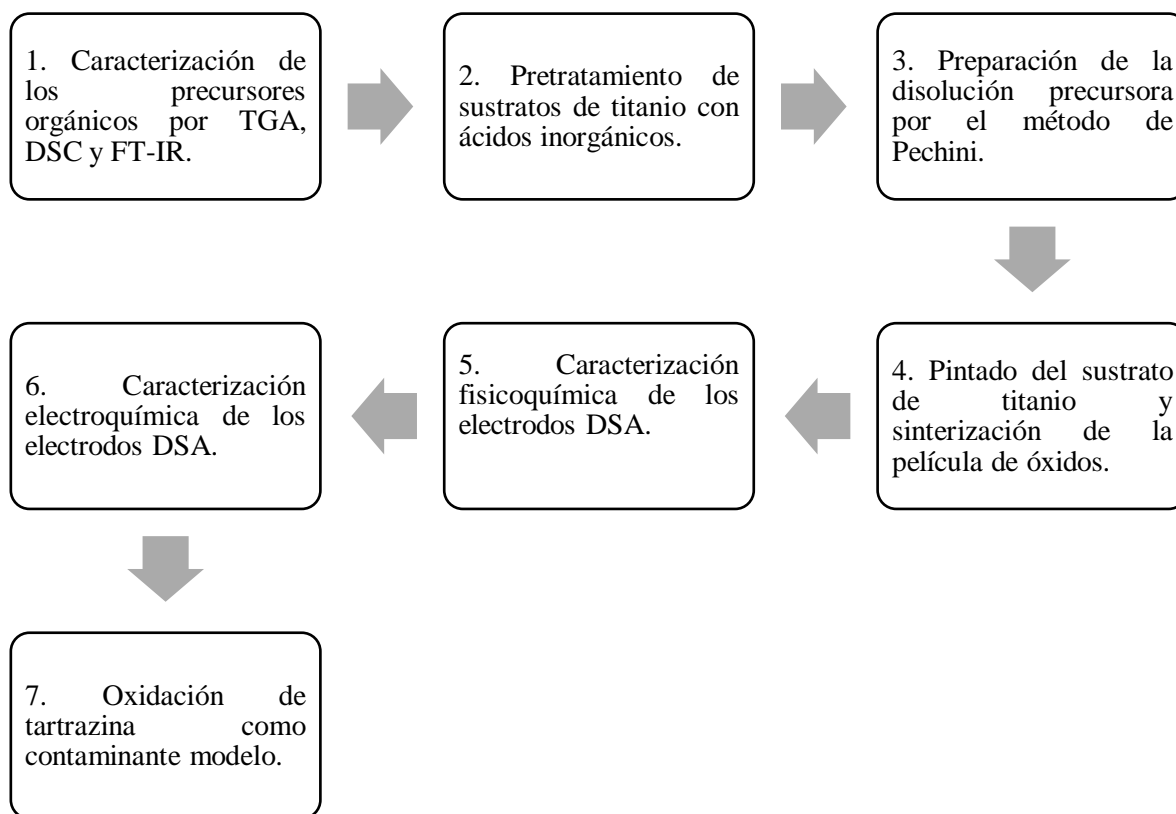 1. Caracterización de
los precursores
orgánicos por TGA,
DSC y FT-IR.
2. Pretratamiento de
sustratos de titanio con
ácidos inorgánicos.
3. Preparación de la
disolución precursora
por el método de
Pechini.
4. Pintado del sustrato
de titanio y
sinterización de la
película de óxidos.
5. Caracterización
fisicoquímica de los
electrodos DSA.
6. Caracterización
electroquímica de los
electrodos DSA.
7. Oxidación de
tartrazina como
contaminante modelo.